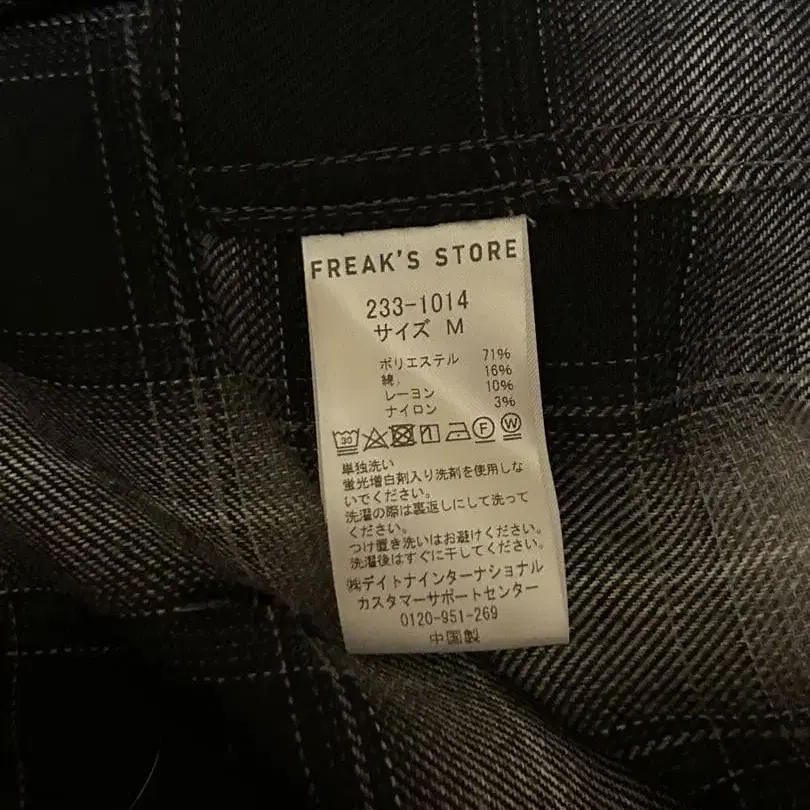 FREAK'S STORE
233-1014
サイズ M
ポリエステル 71%
綿 16%
レーヨン 10%
ナイロン 3%
30 F W
単独洗い
蛍光増白剤入り洗剤を使用しな
いでください。
洗濯の際は裏返しにして洗って
ください。
つけ置き洗いはお避けください。
洗濯後はすぐに干してください。
㈱デイトナインターナショナル
カスタマーサポートセンター
0120-951-269
中国製